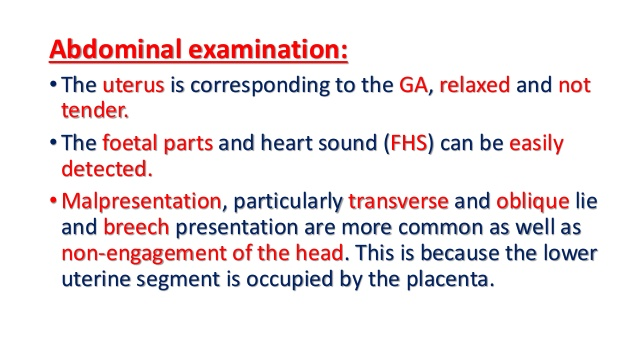 Abdominal examination:
• The uterus is corresponding to the GA, relaxed and not
tender.
• The foetal parts and heart sound (FHS) can be easily
detected.
• Malpresentation, particularly transverse and oblique lie
and breech presentation are more common as well as
non-engagement of the head. This is because the lower
uterine segment is occupied by the placenta.